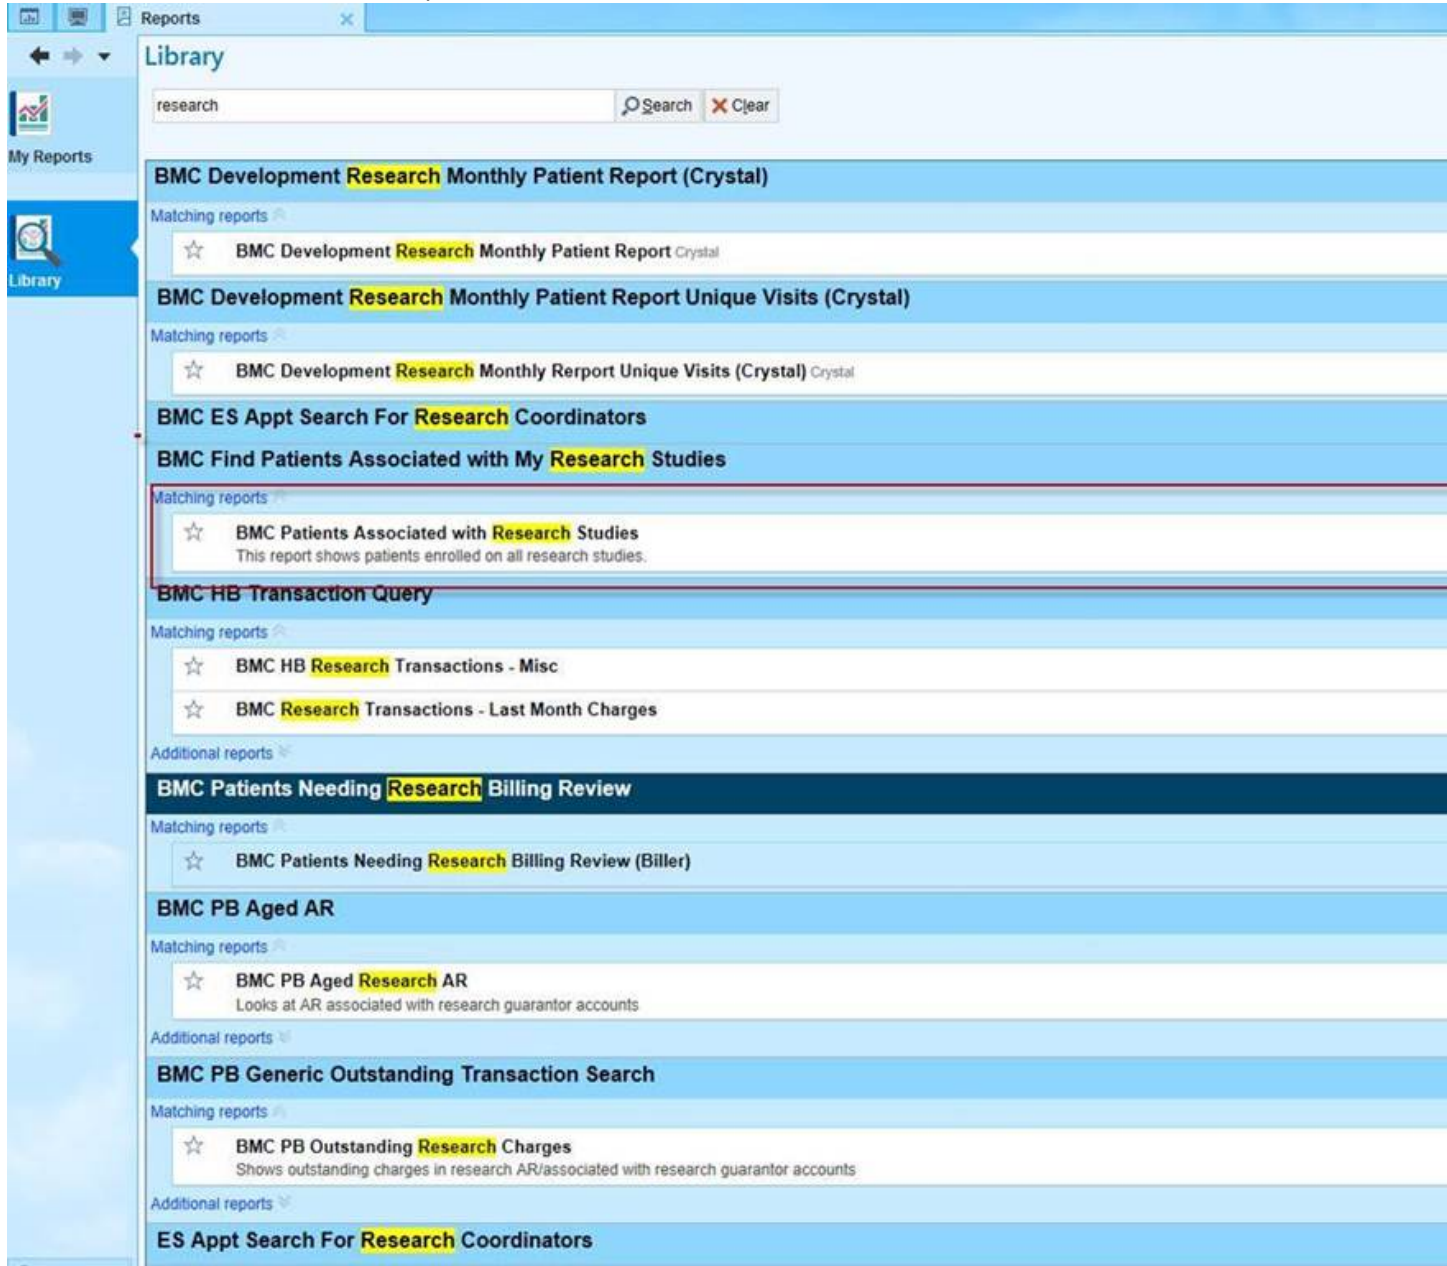 Reports
Library
research
Search
Clear
My Reports
Library
BMC Development Research Monthly Patient Report (Crystal)
Matching reports
BMC Development Research Monthly Patient Report Crystal
BMC Development Research Monthly Patient Report Unique Visits (Crystal)
Matching reports
BMC Development Research Monthly Rerport Unique Visits (Crystal) Crystal
BMC ES Appt Search For Research Coordinators
BMC Find Patients Associated with My Research Studies
Matching reports
BMC Patients Associated with Research Studies
This report shows patients enrolled on all research studies.
BMC HB Transaction Query
Matching reports
BMC HB Research Transactions - Misc
BMC Research Transactions - Last Month Charges
Additional reports
BMC Patients Needing Research Billing Review
Matching reports
BMC Patients Needing Research Billing Review (Biller)
BMC PB Aged AR
Matching reports
BMC PB Aged Research AR
Looks at AR associated with research guarantor accounts
Additional reports
BMC PB Generic Outstanding Transaction Search
Matching reports
BMC PB Outstanding Research Charges
Shows outstanding charges in research AR/associated with research guarantor accounts
Additional reports
ES Appt Search For Research Coordinators